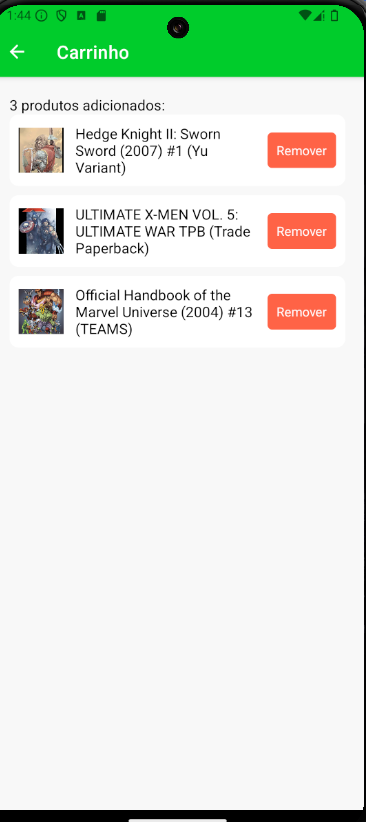 1:44
Carrinho
3 produtos adicionados:
Hedge Knight II: Sworn
Sword (2007) #1 (Yu
Variant)
Remover
ULTIMATE X-MEN VOL. 5:
ULTIMATE WAR TPB (Trade
Paperback)
Remover
Official Handbook of the
Marvel Universe (2004) #13
(TEAMS)
Remover